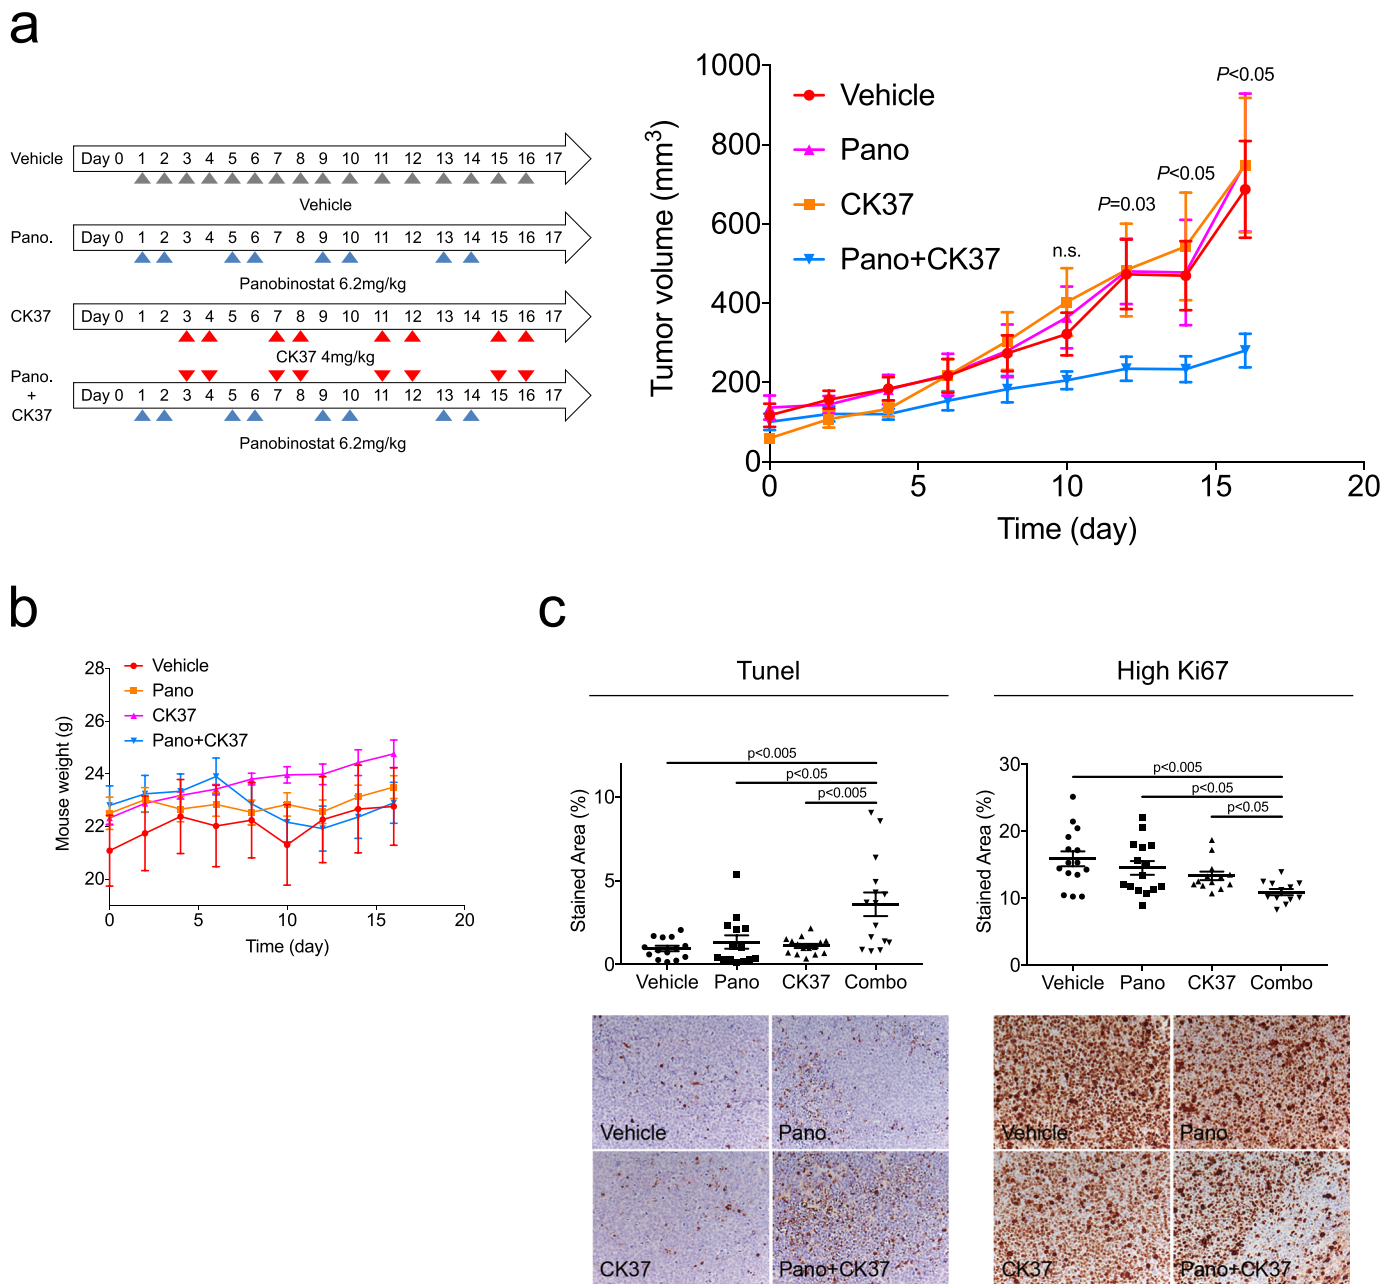 a
Vehicle Day 0 1 2 3 4 5 6 7 8 9 10 11 12 13 14 15 16 17
Vehicle
Pano. Day 0 1 2 3 4 5 6 7 8 9 10 11 12 13 14 15 16 17
Panobinostat 6.2mg/kg
CK37 Day 0 1 2 3 4 5 6 7 8 9 10 11 12 13 14 15 16 17
CK37 4mg/kg
Pano.
+
CK37
Day 0 1 2 3 4 5 6 7 8 9 10 11 12 13 14 15 16 17
Panobinostat 6.2mg/kg
Tumor volume (mm3)
1000
800
600
400
200
0
Vehicle
Pano
CK37
Pano+CK37
n.s.
P=0.03
P<0.05
P<0.05
0 5 10 15 20
Time (day)
b
Mouse weight (g)
28
26
24
22
20
Vehicle
Pano
CK37
Pano+CK37
0 5 10 15 20
Time (day)
c
Tunel
Stained Area (%)
10
5
0
p<0.005
p<0.05
p<0.005
Vehicle Pano CK37 Combo
Vehicle
Pano.
CK37
Pano+CK37
High Ki67
Stained Area (%)
30
20
10
0
p<0.005
p<0.05
p<0.05
Vehicle Pano CK37 Combo
Vehicle
Pano.
CK37
Pano+CK37